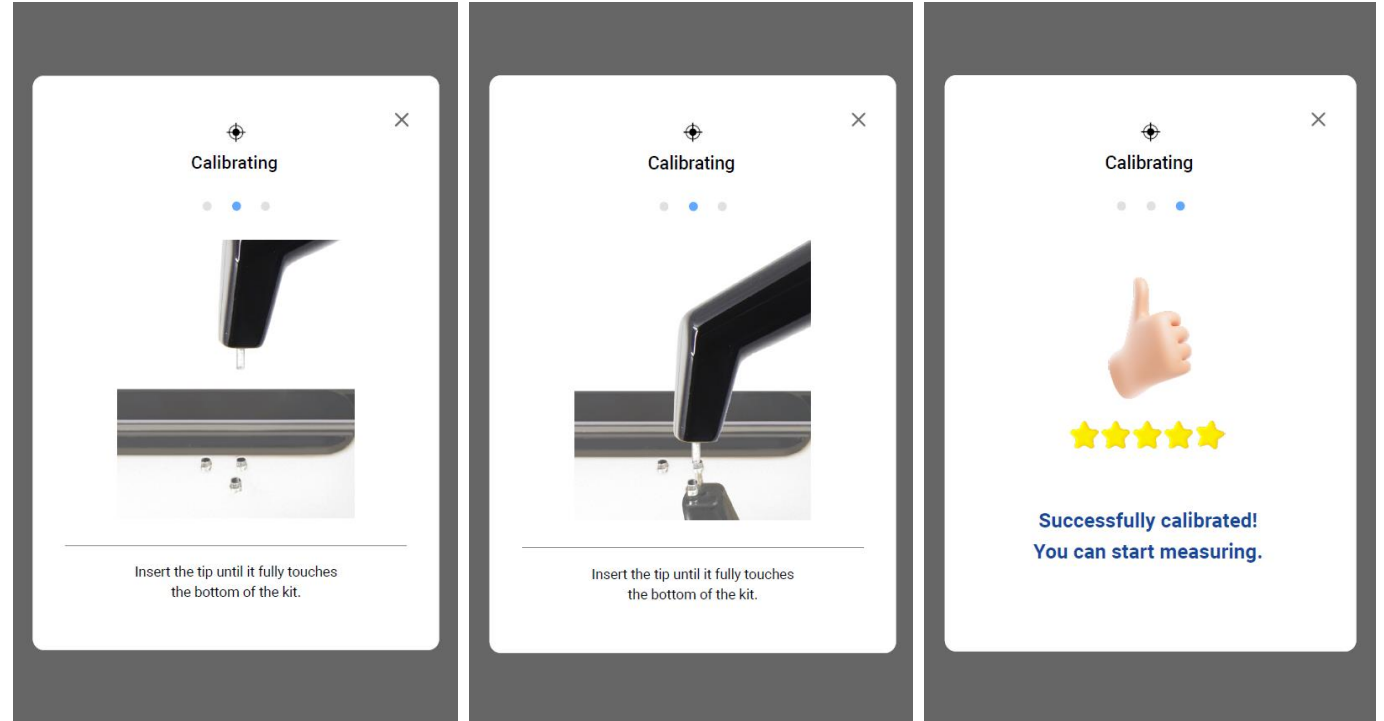 Calibrating
Insert the tip until it fully touches
the bottom of the kit.
Calibrating
Insert the tip until it fully touches
the bottom of the kit.
Calibrating
Successfully calibrated!
You can start measuring.